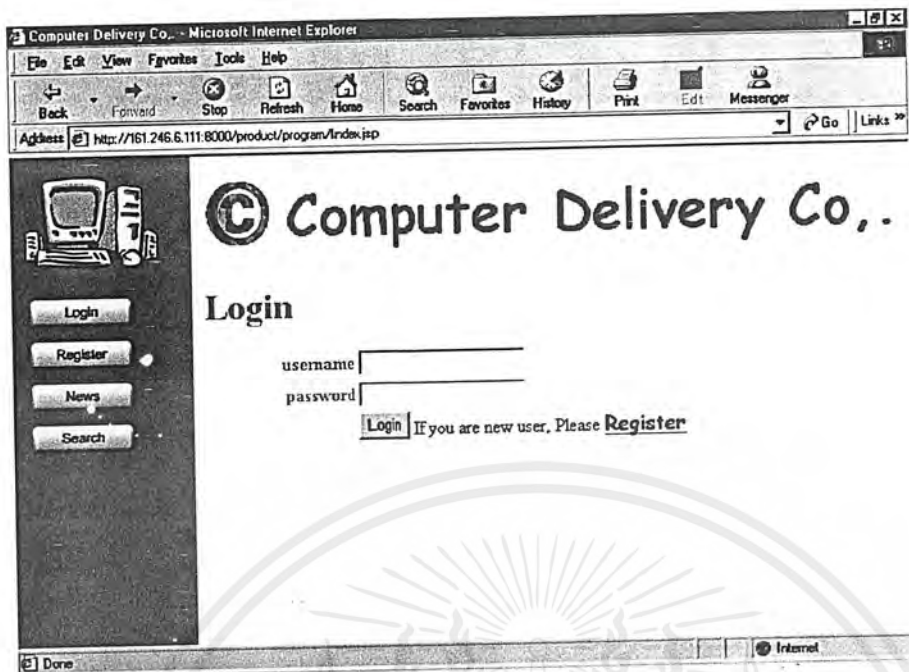 Computer Delivery Co,. - Microsoft Internet Explorer
File Edit View Favorites Tools Help
Back Forward Stop Refresh Home Search Favorites History Print Edit Messenger
Address http://161.246.6.111:8000/product/program/index.jsp Go Links »
© Computer Delivery Co,.
Login
Register
News
Search
Login
username
password
Login If you are new user, Please Register
Done Internet